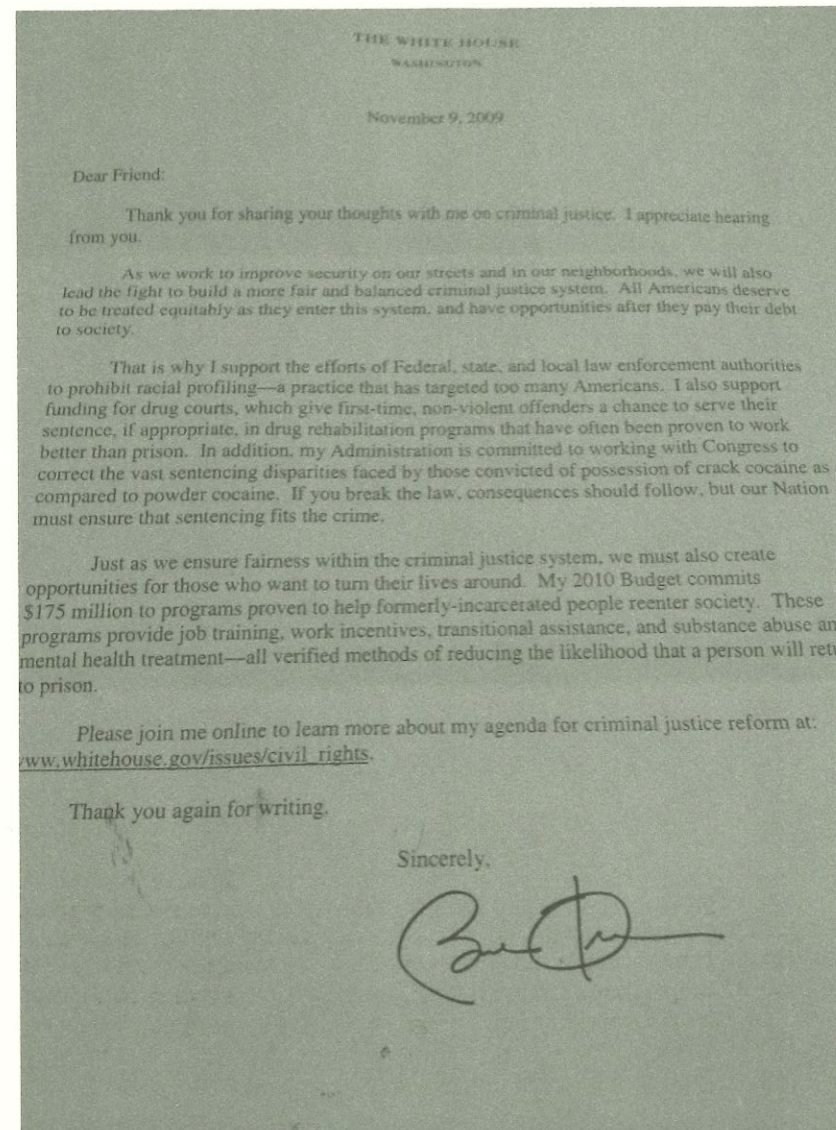 THE WHITE HOUSE
WASHINGTON
November 9, 2009
Dear Friend:
Thank you for sharing your thoughts with me on criminal justice. I appreciate hearing
from you.
As we work to improve security on our streets and in our neighborhoods, we will also
lead the fight to build a more fair and balanced criminal justice system. All Americans deserve
to be treated equitably as they enter this system, and have opportunities after they pay their debt
to society.
That is why I support the efforts of Federal, state, and local law enforcement authorities
to prohibit racial profiling—a practice that has targeted too many Americans. I also support
funding for drug courts, which give first-time, non-violent offenders a chance to serve their
sentence, if appropriate, in drug rehabilitation programs that have often been proven to work
better than prison. In addition, my Administration is committed to working with Congress to
correct the vast sentencing disparities faced by those convicted of possession of crack cocaine as
compared to powder cocaine. If you break the law, consequences should follow, but our Nation
must ensure that sentencing fits the crime.
Just as we ensure fairness within the criminal justice system, we must also create
opportunities for those who want to turn their lives around. My 2010 Budget commits
$175 million to programs proven to help formerly-incarcerated people reenter society. These
programs provide job training, work incentives, transitional assistance, and substance abuse an
mental health treatment—all verified methods of reducing the likelihood that a person will retu
to prison.
Please join me online to learn more about my agenda for criminal justice reform at:
ww.whitehouse.gov/issues/civil_rights.
Thank you again for writing.
Sincerely,